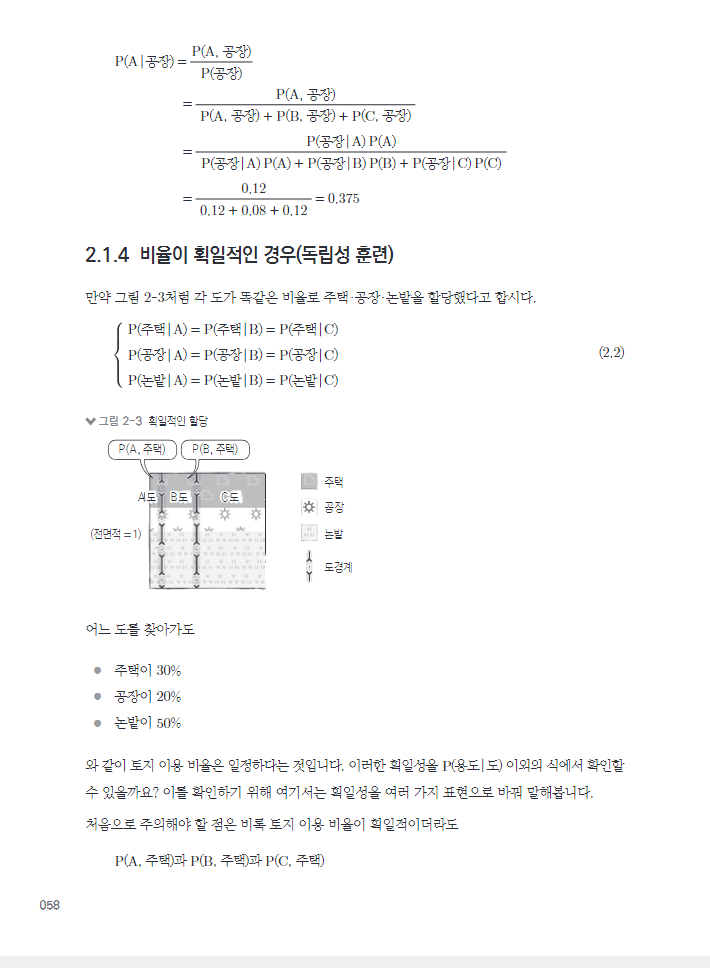 P(A | 공장) = P(A, 공장) / P(공장)
= P(A, 공장) / P(A, 공장) + P(B, 공장) + P(C, 공장)
= P(공장 | A) P(A) / P(공장 | A) P(A) + P(공장 | B) P(B) + P(공장 | C) P(C)
= 0.12 / 0.12 + 0.08 + 0.12 = 0.375
2.1.4 비율이 획일적인 경우(독립성 훈련)
만약 그림 2-3처럼 각 도가 똑같은 비율로 주택·공장·논밭을 할당했다고 합시다.
P(주택 | A) = P(주택 | B) = P(주택 | C)
P(공장 | A) = P(공장 | B) = P(공장 | C) (2.2)
P(논밭 | A) = P(논밭 | B) = P(논밭 | C)
그림 2-3 획일적인 할당
P(A, 주택) P(B, 주택)
A도 B도 C도
(전면적 = 1)
주택
공장
논밭
도경계
어느 도를 찾아가도
● 주택이 30%
● 공장이 20%
● 논밭이 50%
와 같이 토지 이용 비율은 일정하다는 것입니다. 이러한 획일성을 P(용도 | 도) 이외의 식에서 확인할
수 있을까요? 이를 확인하기 위해 여기서는 획일성을 여러 가지 표현으로 바꿔 말해봅니다.
처음으로 주의해야 할 점은 비록 토지 이용 비율이 획일적이더라도
P(A, 주택)과 P(B, 주택)과 P(C, 주택)
058